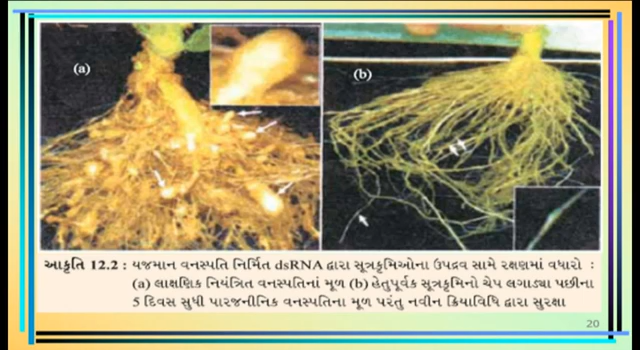 (a)
(b)
આકૃતિ 12.2 : યજમાન વનસ્પતિ નિર્મિત dsRNA દ્વારા સૂત્રકૃમિઓના ઉપદ્રવ સામે રક્ષણમાં વધારો :
(a) લાક્ષણિક નિયંત્રિત વનસ્પતિનાં મૂળ (b) હેતુપૂર્વક સૂત્રકૃમિનો ચેપ લગાડ્યા પછીના
5 દિવસ સુધી પારજનીનિક વનસ્પતિના મૂળ પરંતુ નવીન ક્રિયાવિધિ દ્વારા સુરક્ષા
20